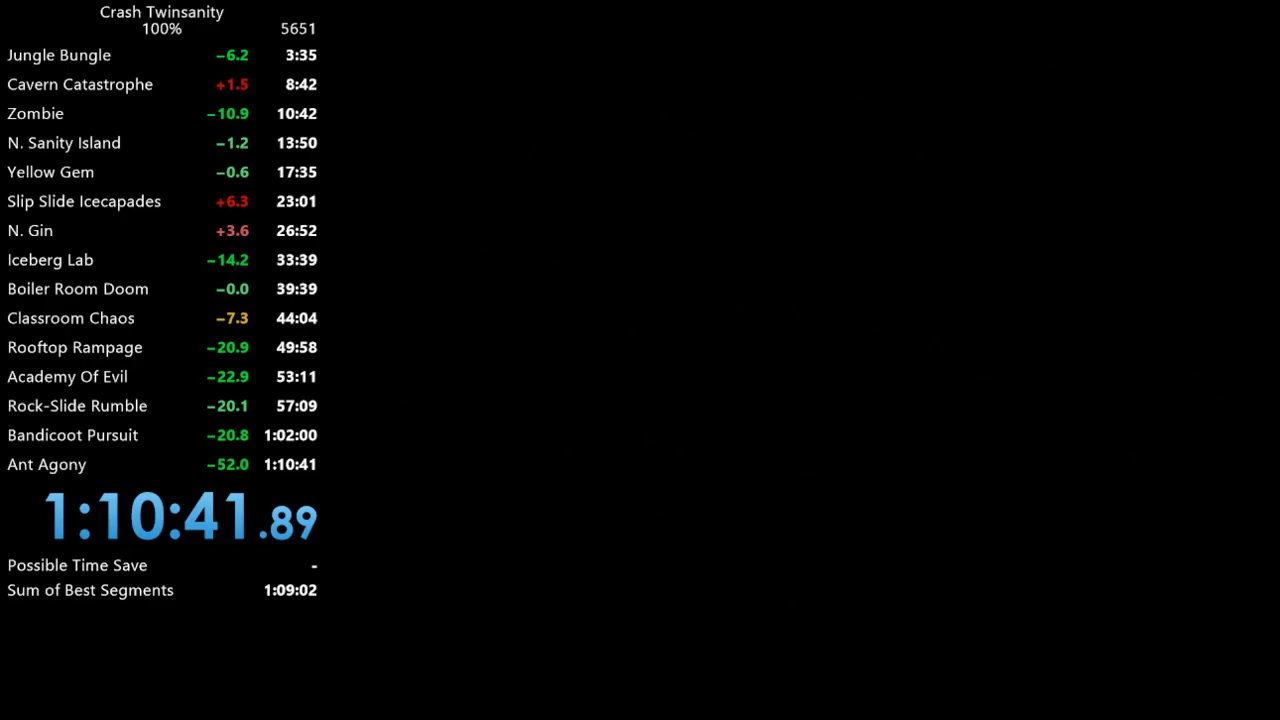 Crash Twinsanity
100% 5651
Jungle Bungle −6.2 3:35
Cavern Catastrophe +1.5 8:42
Zombie −10.9 10:42
N. Sanity Island −1.2 13:50
Yellow Gem −0.6 17:35
Slip Slide Icecapades +6.3 23:01
N. Gin +3.6 26:52
Iceberg Lab −14.2 33:39
Boiler Room Doom −0.0 39:39
Classroom Chaos −7.3 44:04
Rooftop Rampage −20.9 49:58
Academy Of Evil −22.9 53:11
Rock-Slide Rumble −20.1 57:09
Bandicoot Pursuit −20.8 1:02:00
Ant Agony −52.0 1:10:41
1:10:41.89
Possible Time Save -
Sum of Best Segments 1:09:02